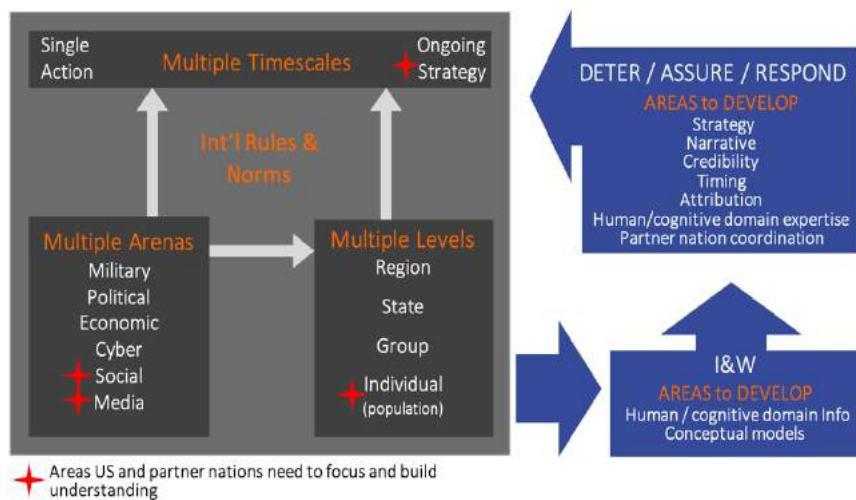 Single
Action
Multiple Timescales
Ongoing
Strategy
Int'l Rules &
Norms
Multiple Arenas
Military
Political
Economic
Cyber
Social
Media
Multiple Levels
Region
State
Group
Individual
(population)
DETER / ASSURE / RESPOND
AREAS to DEVELOP
Strategy
Narrative
Credibility
Timing
Attribution
Human/cognitive domain expertise
Partner nation coordination
I&W
AREAS to DEVELOP
Human / cognitive domain Info
Conceptual models
Areas US and partner nations need to focus and build
understanding